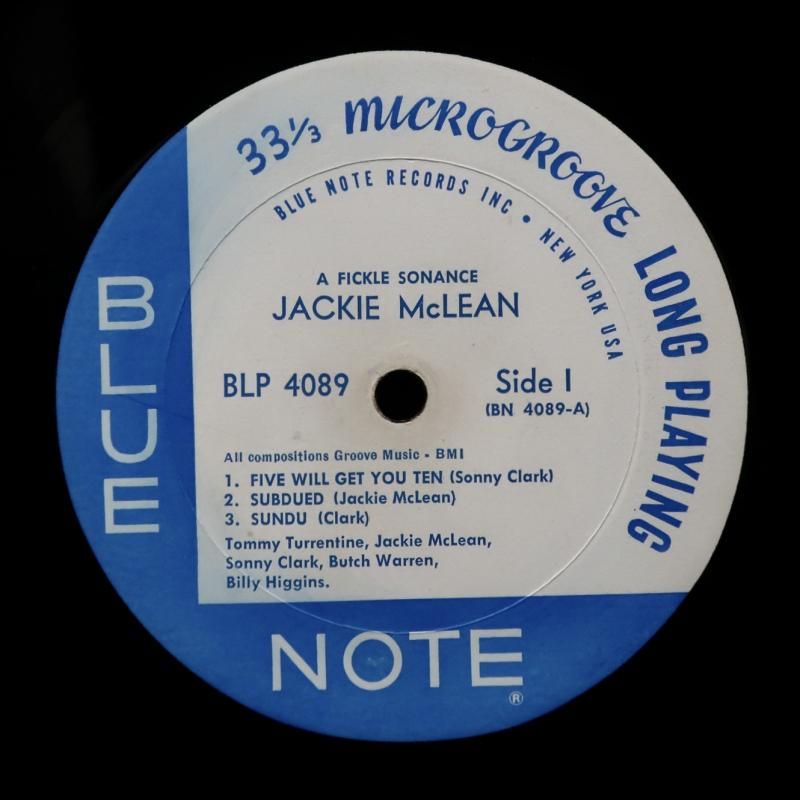 33⅓ MICROGROOVE LONG PLAYING
BLUE NOTE RECORDS INC • NEW YORK USA
A FICKLE SONANCE
JACKIE McLEAN
BLP 4089
Side 1
(BN 4089-A)
All compositions Groove Music - BMI
1. FIVE WILL GET YOU TEN (Sonny Clark)
2. SUBDUED (Jackie McLean)
3. SUNDU (Clark)
Tommy Turrentine, Jackie McLean,
Sonny Clark, Butch Warren,
Billy Higgins.
BLUE
NOTE
®